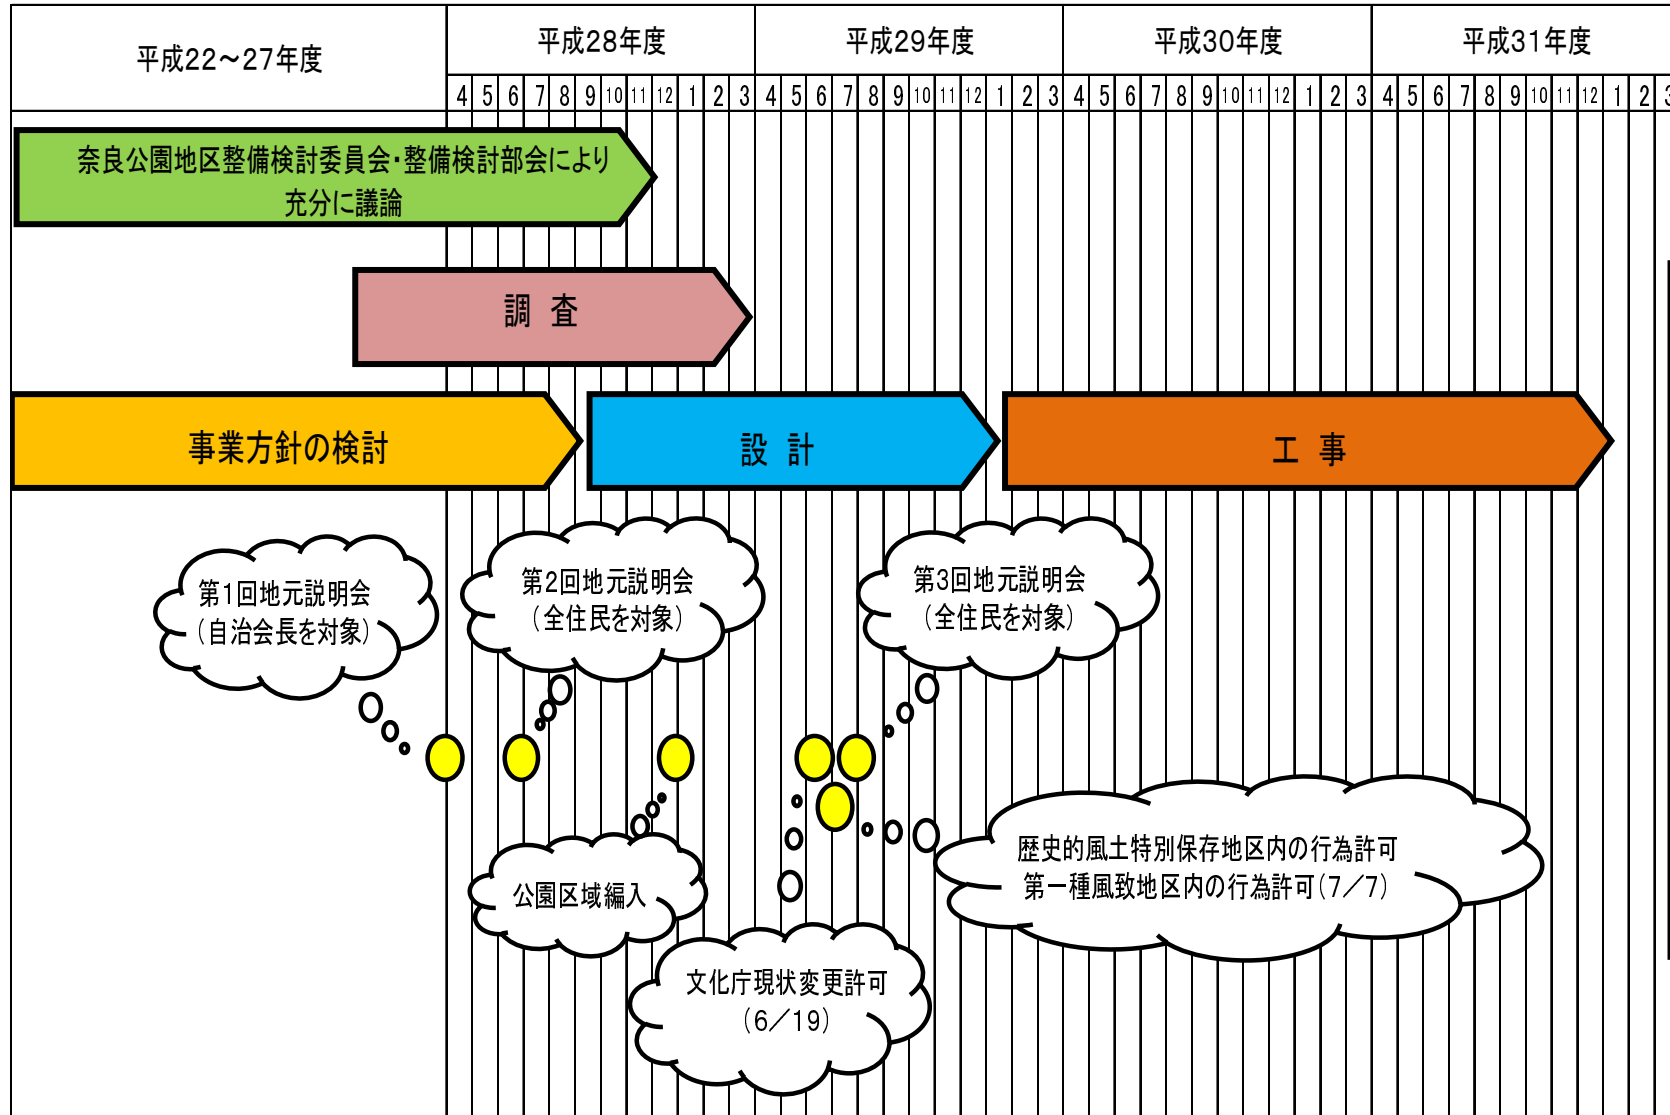 平成22～27年度
平成28年度
平成29年度
平成30年度
平成31年度
4 5 6 7 8 9 10 11 12 1 2 3 4 5 6 7 8 9 10 11 12 1 2 3 4 5 6 7 8 9 10 11 12 1 2 3 4 5 6 7 8 9 10 11 12 1 2 3
奈良公園地区整備検討委員会・整備検討部会により
充分に議論
調 査
事業方針の検討
設 計
工 事
第1回地元説明会
（自治会長を対象）
第2回地元説明会
（全住民を対象）
第3回地元説明会
（全住民を対象）
公園区域編入
歴史的風土特別保存地区内の行為許可
第一種風致地区内の行為許可（7／7）
文化庁現状変更許可
（6／19）